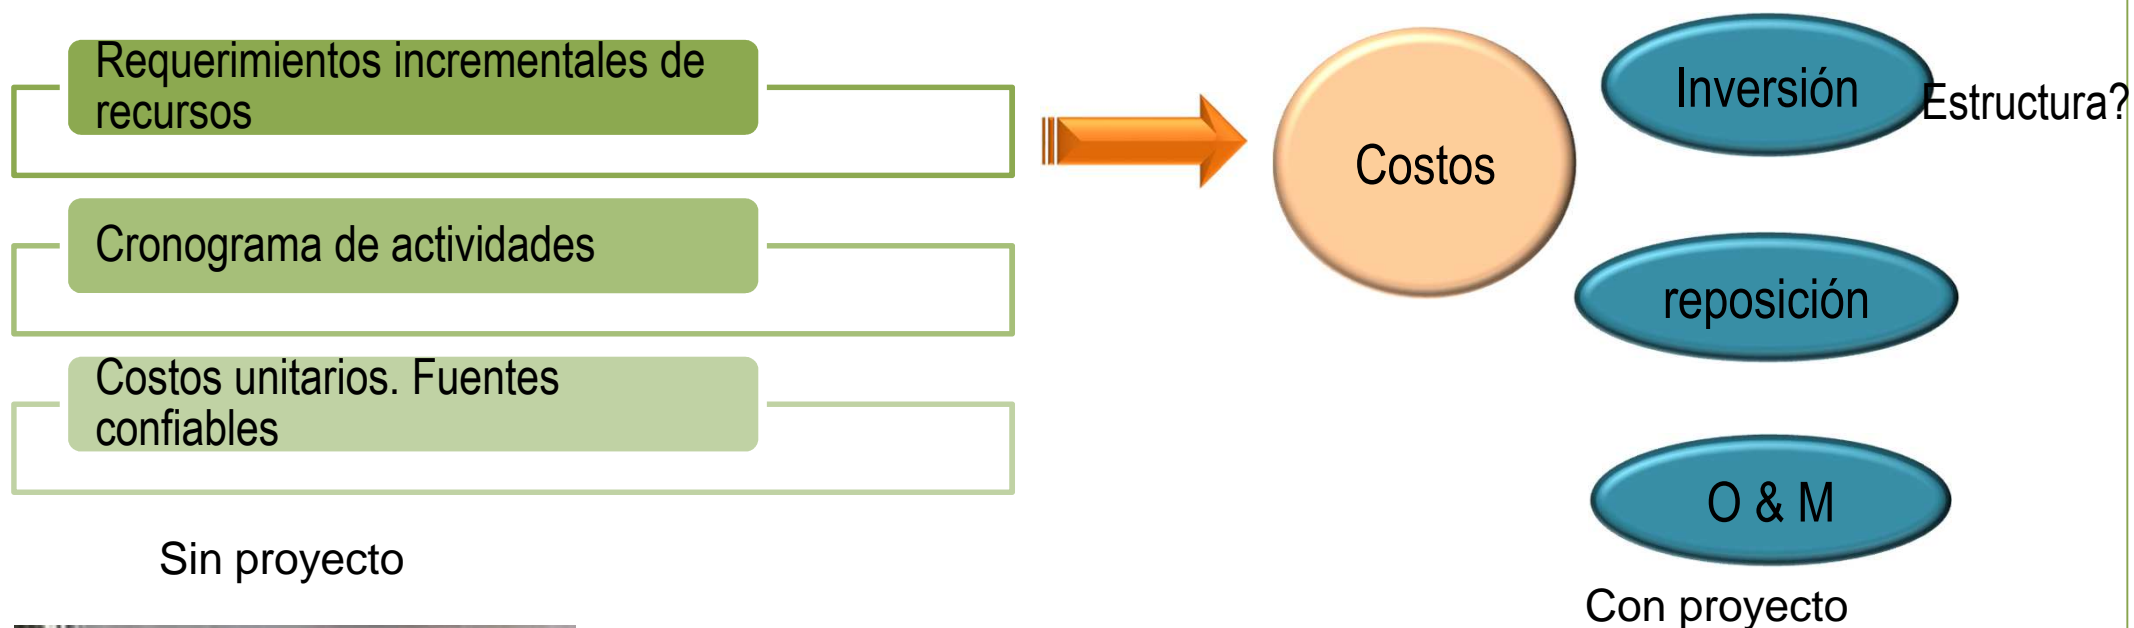 Requerimientos incrementales de
recursos
Cronograma de actividades
Costos unitarios. Fuentes
confiables
Sin proyecto
Costos
Inversión
Estructura?
reposición
O & M
Con proyecto